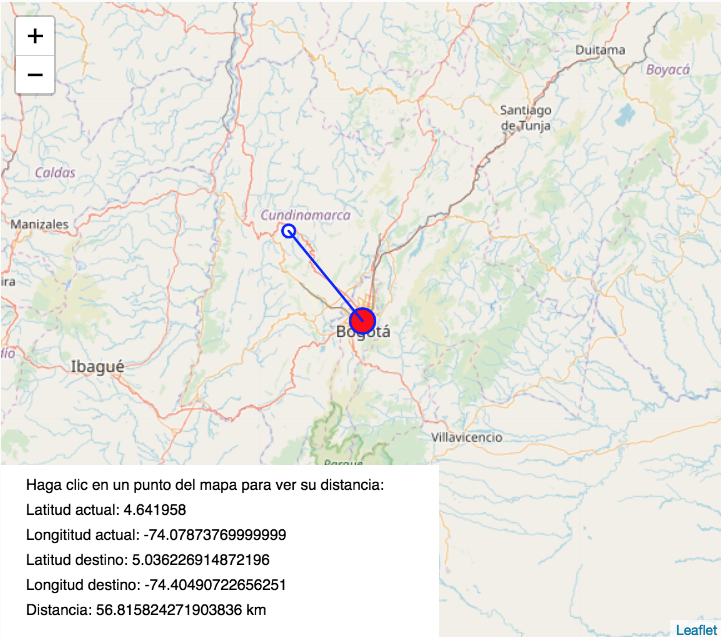 +
−
Duitama
Boyacá
Santiago
de Tunja
Caldas
Cundinamarca
Manizales
ira
Bogotá
dio
Ibagué
Villavicencio
Parque
Haga clic en un punto del mapa para ver su distancia:
Latitud actual: 4.641958
Longititud actual: -74.07873769999999
Latitud destino: 5.036226914872196
Longitud destino: -74.40490722656251
Distancia: 56.815824271903836 km
Leaflet